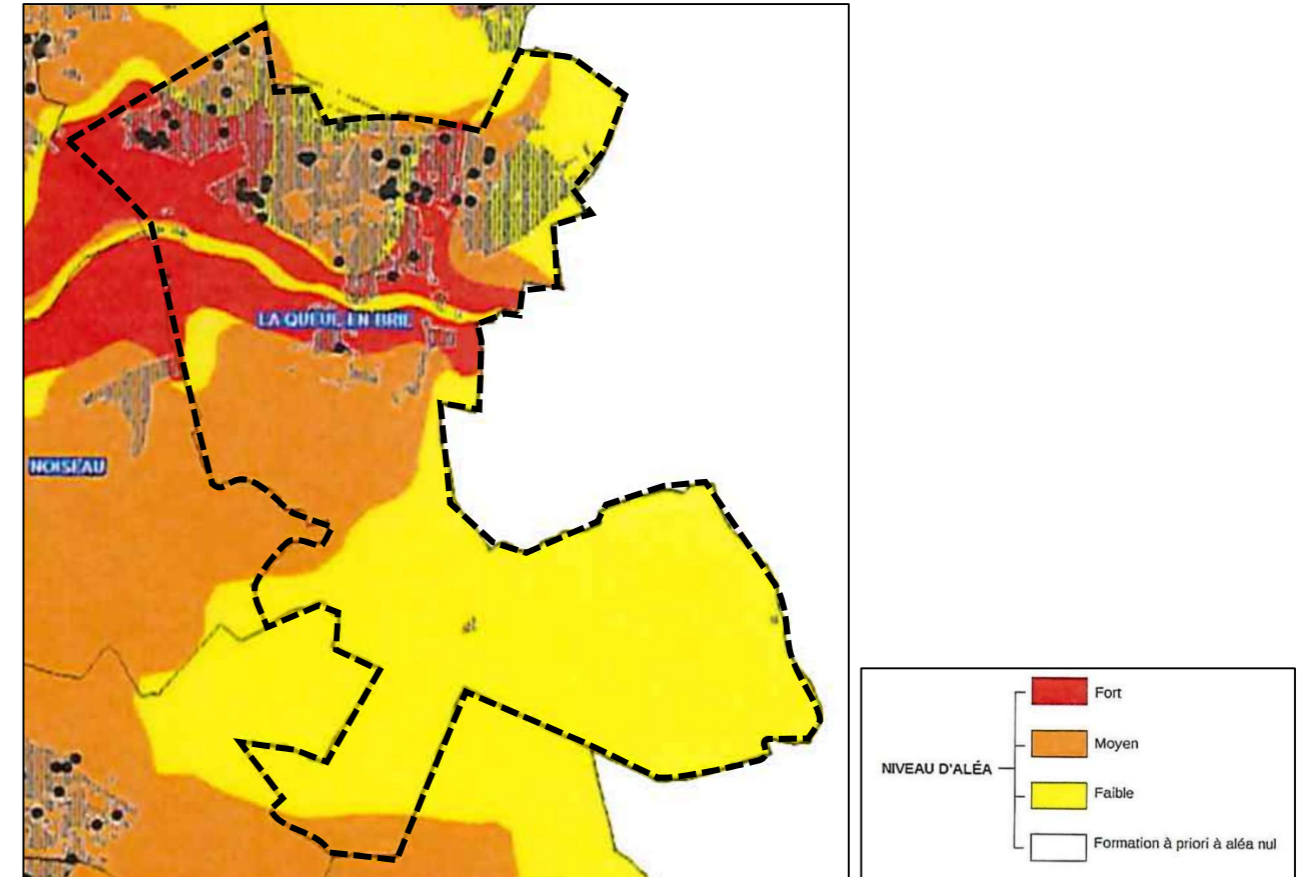 LA QUEUE EN BRIE
NOISEAU
NIVEAU D'ALÉA
Fort
Moyen
Faible
Formation à priori à aléa nul